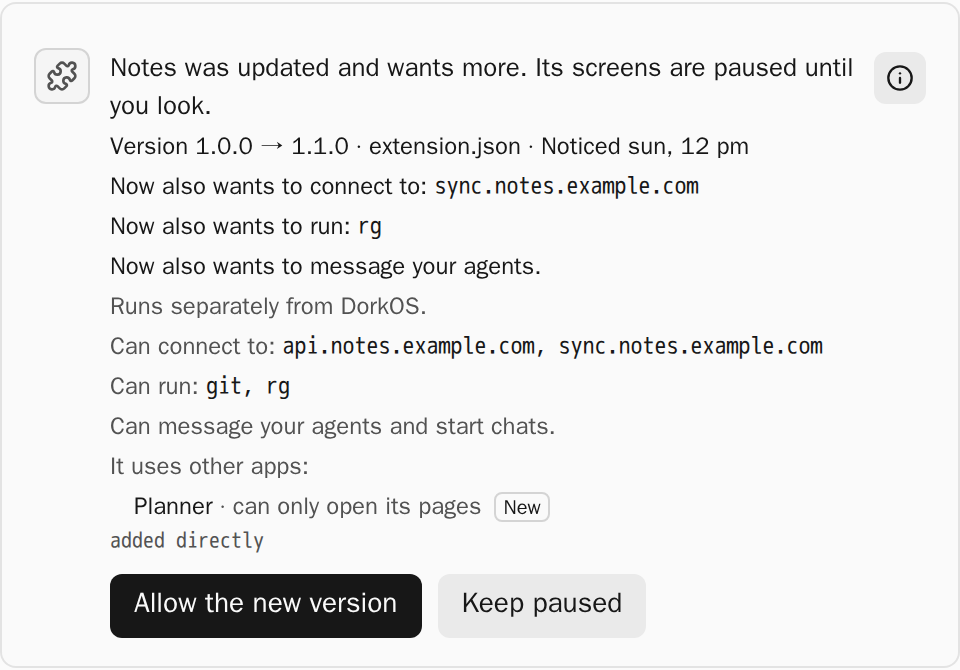 Notes was updated and wants more. Its screens are paused until
you look.
Version 1.0.0 → 1.1.0 · extension.json · Noticed sun, 12 pm
Now also wants to connect to: sync.notes.example.com
Now also wants to run: rg
Now also wants to message your agents.
Runs separately from DorkOS.
Can connect to: api.notes.example.com, sync.notes.example.com
Can run: git, rg
Can message your agents and start chats.
It uses other apps:
Planner · can only open its pages New
added directly
Allow the new version Keep paused